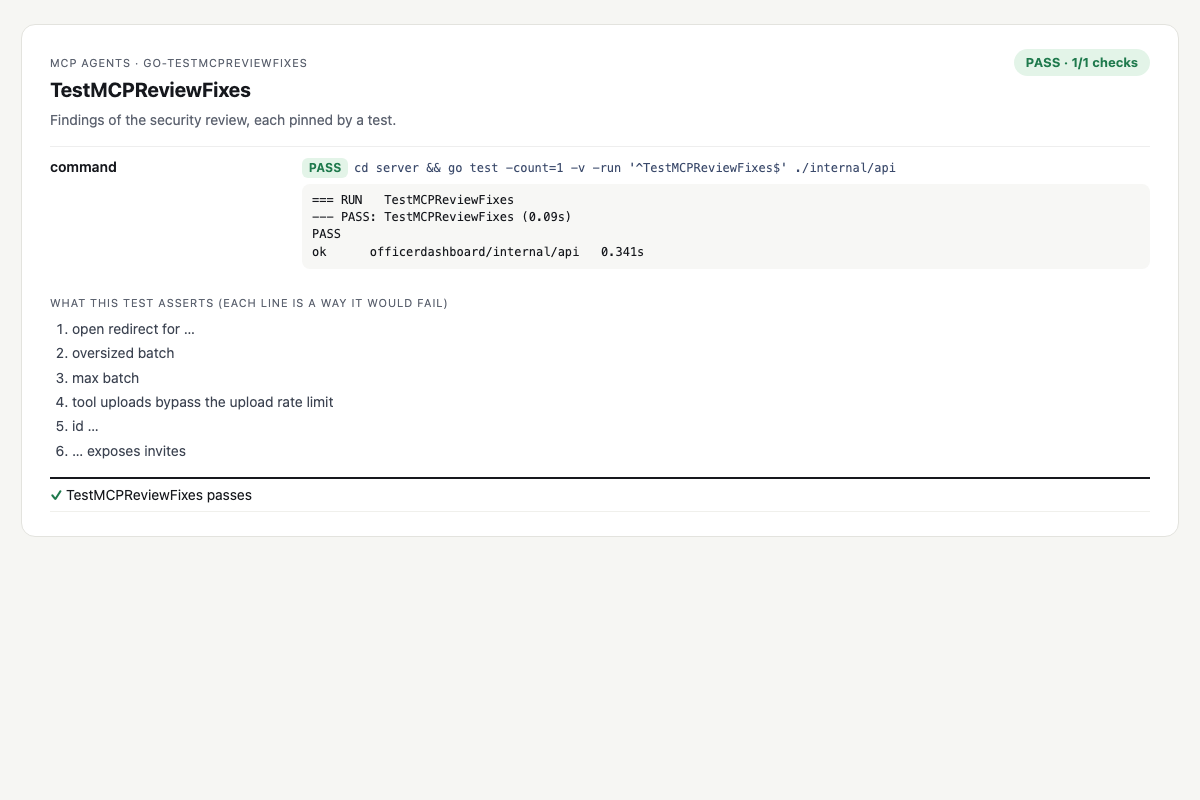 MCP AGENTS · GO-TESTMCPREVIEWFIXES
PASS · 1/1 checks
TestMCPReviewFixes
Findings of the security review, each pinned by a test.
command
PASS cd server && go test -count=1 -v -run '^TestMCPReviewFixes$' ./internal/api
=== RUN   TestMCPReviewFixes
--- PASS: TestMCPReviewFixes (0.09s)
PASS
ok      officerdashboard/internal/api   0.341s
WHAT THIS TEST ASSERTS (EACH LINE IS A WAY IT WOULD FAIL)
1. open redirect for …
2. oversized batch
3. max batch
4. tool uploads bypass the upload rate limit
5. id …
6. … exposes invites
✓ TestMCPReviewFixes passes